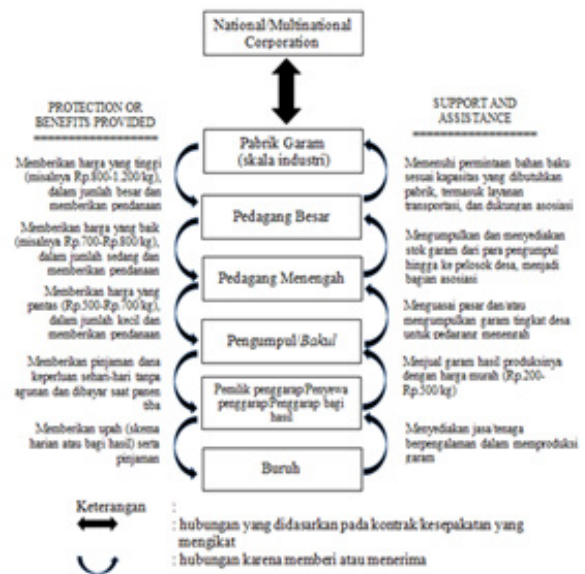 National/Multinational
Corporation
PROTECTION OR
BENEFITS PROVIDED
====================
SUPPORT AND
ASSISTANCE
====================
Pabrik Garam
(skala industri)
Memberikan harga yang tinggi
(misalnya Rp.800-1.200/kg),
dalam jumlah besar dan
memberikan pendanaan
Memenuhi permintaan bahan baku
sesuai kapasitas yang dibutuhkan
pabrik, termasuk layanan
transportasi, dan dukungan asosiasi
Pedagang Besar
Memberikan harga yang baik
(misalnya Rp.700-Rp.800/kg),
dalam jumlah sedang dan
memberikan pendanaan
Mengumpulkan dan menyediakan
stok garam dari para pengumpul
hingga ke pelosok desa, menjadi
bagian asosiasi
Pedagang Menengah
Memberikan harga yang
pantas (Rp.500-Rp.700/kg),
dalam jumlah kecil dan
memberikan pendanaan
Menguasai pasar dan/atau
mengumpulkan garam tingkat desa
untuk pedagang menengah
Pengumpul/Bakul
Memberikan pinjaman dana
keperluan sehari-hari tanpa
agunan dan dibayar saat panen
tiba
Menjual garam hasil produksinya
dengan harga murah (Rp.200-
Rp.500/kg)
Pemilik penggarap/Penyewa
penggarap/Penggarap bagi
hasil
Memberikan upah (skema
harian atau bagi hasil) serta
pinjaman
Menyediakan jasa/tenaga
berpengalaman dalam memproduksi
garam
Buruh
Keterangan :
: hubungan yang didasarkan pada kontrak/kesepakatan yang
mengikat
: hubungan karena memberi atau menerima